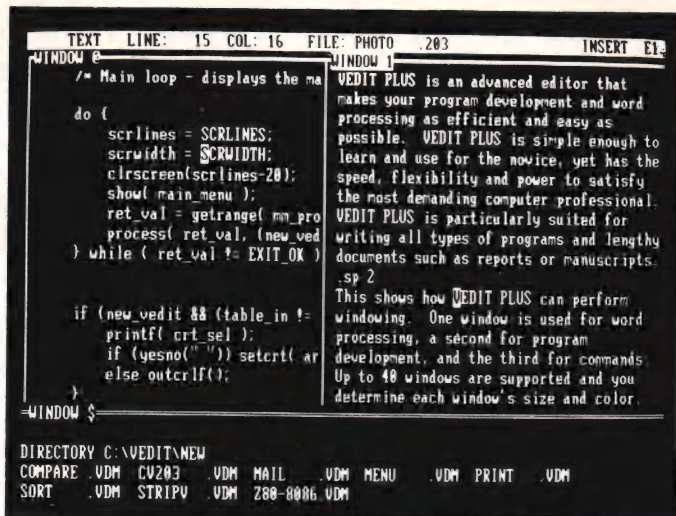 TEXT LINE: 15 COL: 16 FILE: PHOTO .203 INSERT E1-
WINDOW @
/* Main loop - displays the ma
do {
scrlines = SCRLINES;
scrwidth = SCRWIDTH;
clrscreen(scrlines-20);
show( main_menu );
ret_val = getrange( mm_pro
process( ret_val, (new_ved
} while ( ret_val != EXIT_OK )
if (new_vedit && (table_in !=
printf( crt_sel );
if (yesno(" ")) setcrt( ar
else outcrlf();
}
WINDOW 1
VEDIT PLUS is an advanced editor that
makes your program development and word
processing as efficient and easy as
possible. VEDIT PLUS is simple enough to
learn and use for the novice, yet has the
speed, flexibility and power to satisfy
the most demanding computer professional.
VEDIT PLUS is particularly suited for
writing all types of programs and lengthy
documents such as reports or manuscripts.
.sp 2
This shows how VEDIT PLUS can perform
windowing. One window is used for word
processing, a second for program
development, and the third for commands.
Up to 40 windows are supported and you
determine each window's size and color.
WINDOW $
DIRECTORY C:\VEDIT\NEW
COMPARE .VDM CV203 .VDM MAIL .VDM MENU .VDM PRINT .VDM
SORT .VDM STRIPV .VDM Z80-8086.VDM